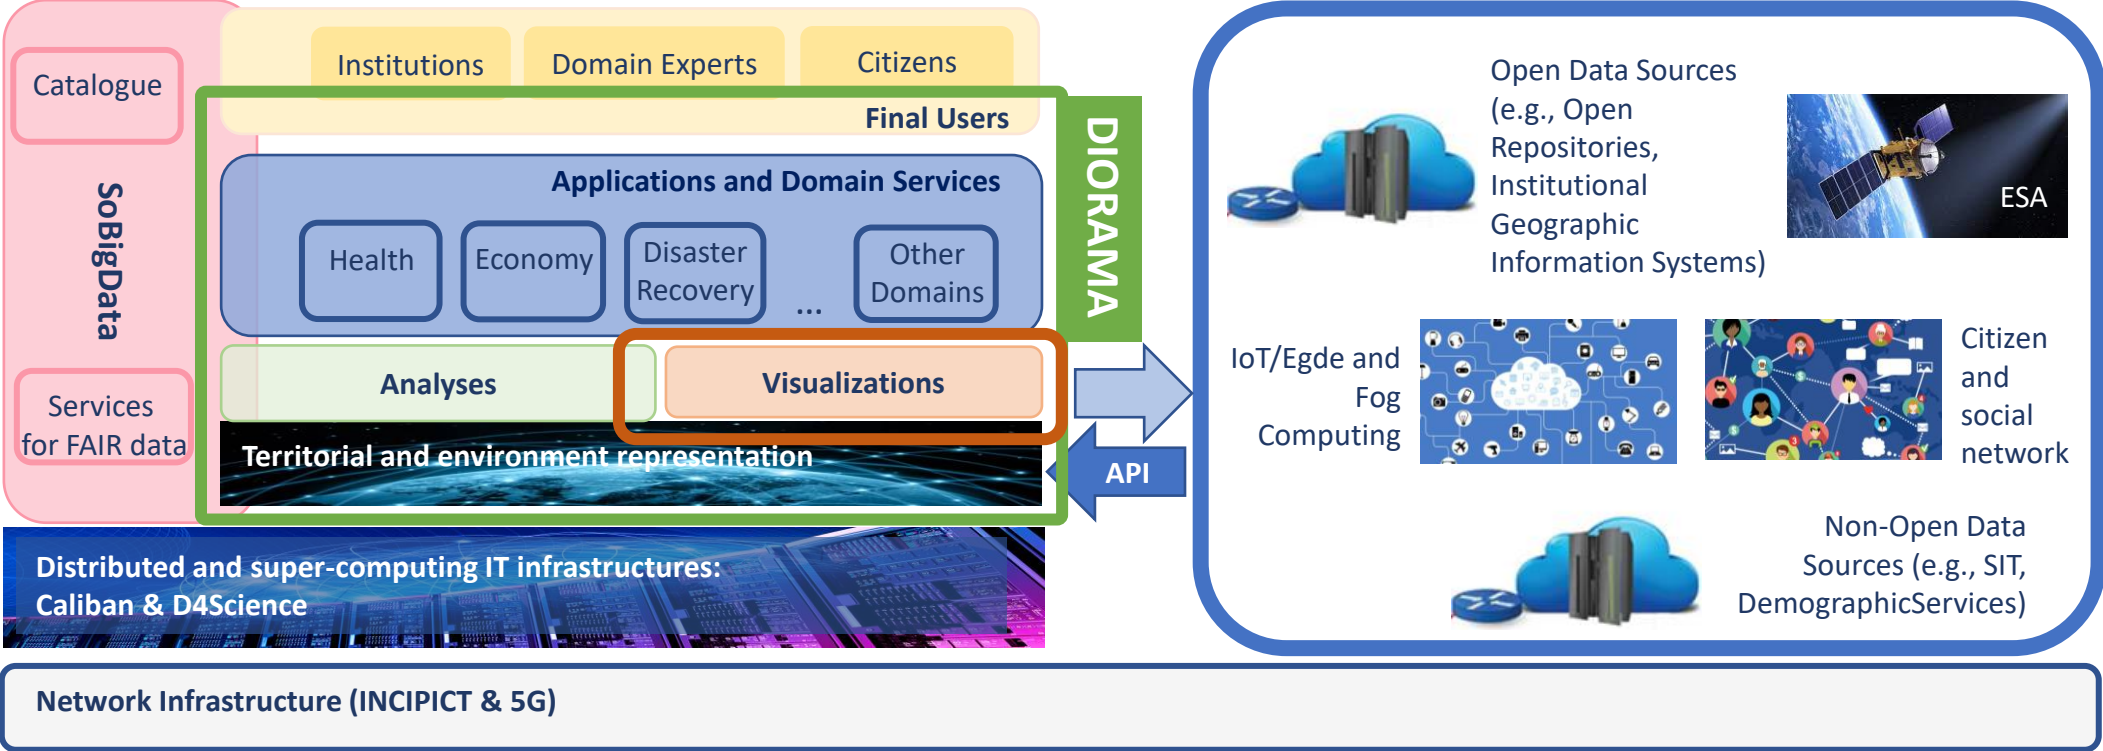 Catalogue
SoBigData
Services
for FAIR data
Institutions
Domain Experts
Citizens
Final Users
Applications and Domain Services
Health
Economy
Disaster
Recovery
...
Other
Domains
DIORAMA
Analyses
Visualizations
Territorial and environment representation
API
Distributed and super-computing IT infrastructures:
Caliban & D4Science
Open Data Sources
(e.g., Open
Repositories,
Institutional
Geographic
Information Systems)
ESA
IoT/Egde and
Fog
Computing
Citizen
and
social
network
Non-Open Data
Sources (e.g., SIT,
DemographicServices)
Network Infrastructure (INCIPICT & 5G)